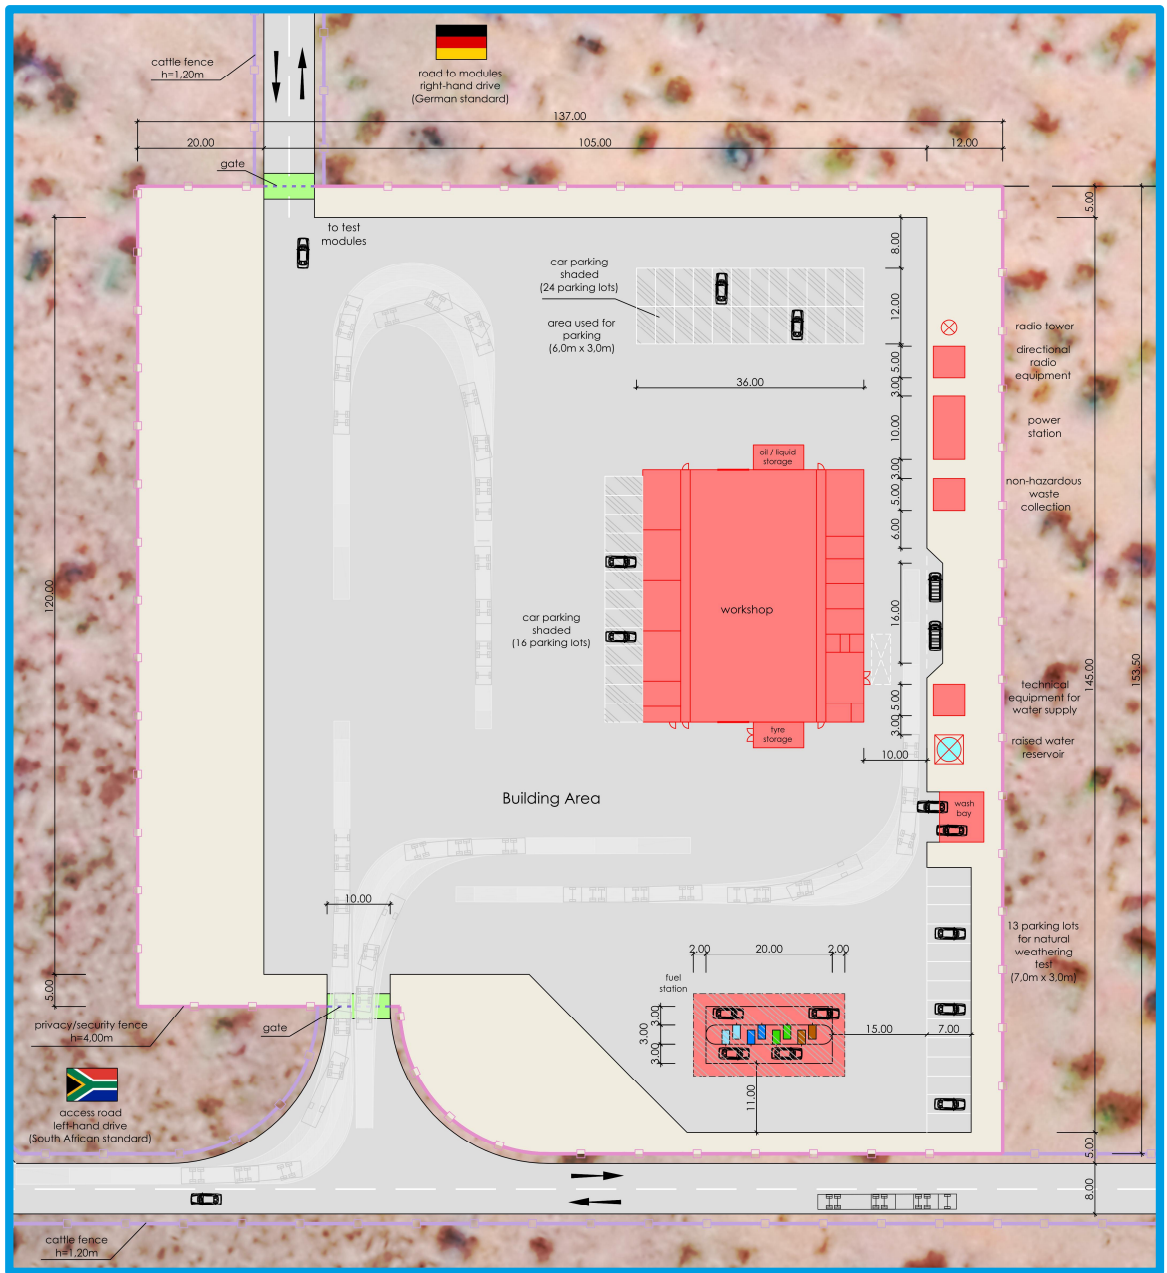 cattle fence
h=1,20m
road to modules
right-hand drive
(German standard)
137.00
20.00
105.00
12.00
gate
5.00
to test
modules
8.00
car parking
shaded
(24 parking lots)
12.00
area used for
parking
(6,0m x 3,0m)
radio tower
directional
radio
equipment
5.00
36.00
3.00
10.00
power
station
oil / liquid
storage
3.00
5.00
non-hazardous
waste
collection
6.00
120.00
16.00
workshop
car parking
shaded
(16 parking lots)
145.00
153.50
technical
equipment for
water supply
5.00
3.00
tyre
storage
raised water
reservoir
10.00
Building Area
wash
bay
10.00
13 parking lots
for natural
weathering
test
(7,0m x 3,0m)
2.00
20.00
2.00
fuel
station
5.00
privacy/security fence
h=4,00m
gate
3.00
3.00
3.00
15.00
7.00
11.00
access road
left-hand drive
(South African standard)
5.00
8.00
cattle fence
h=1,20m